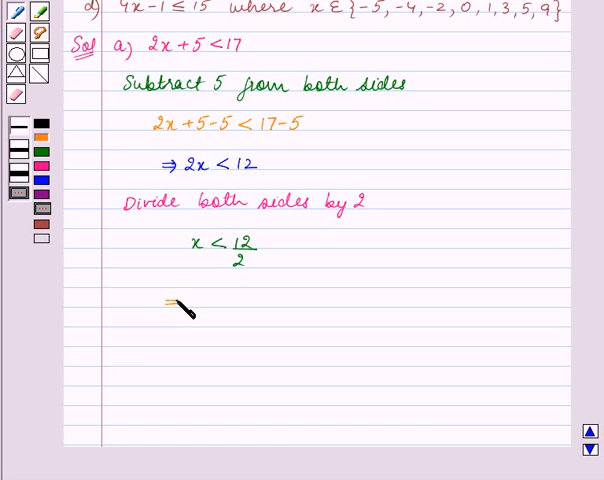 d) 4x-1 ≤ 15 where x ε {-5, -4, -2, 0, 1, 3, 5, 9}
Sol a) 2x+5 < 17
Subtract 5 from both sides
2x+5-5 < 17-5
⇒ 2x < 12
Divide both sides by 2
x < 12/2
=